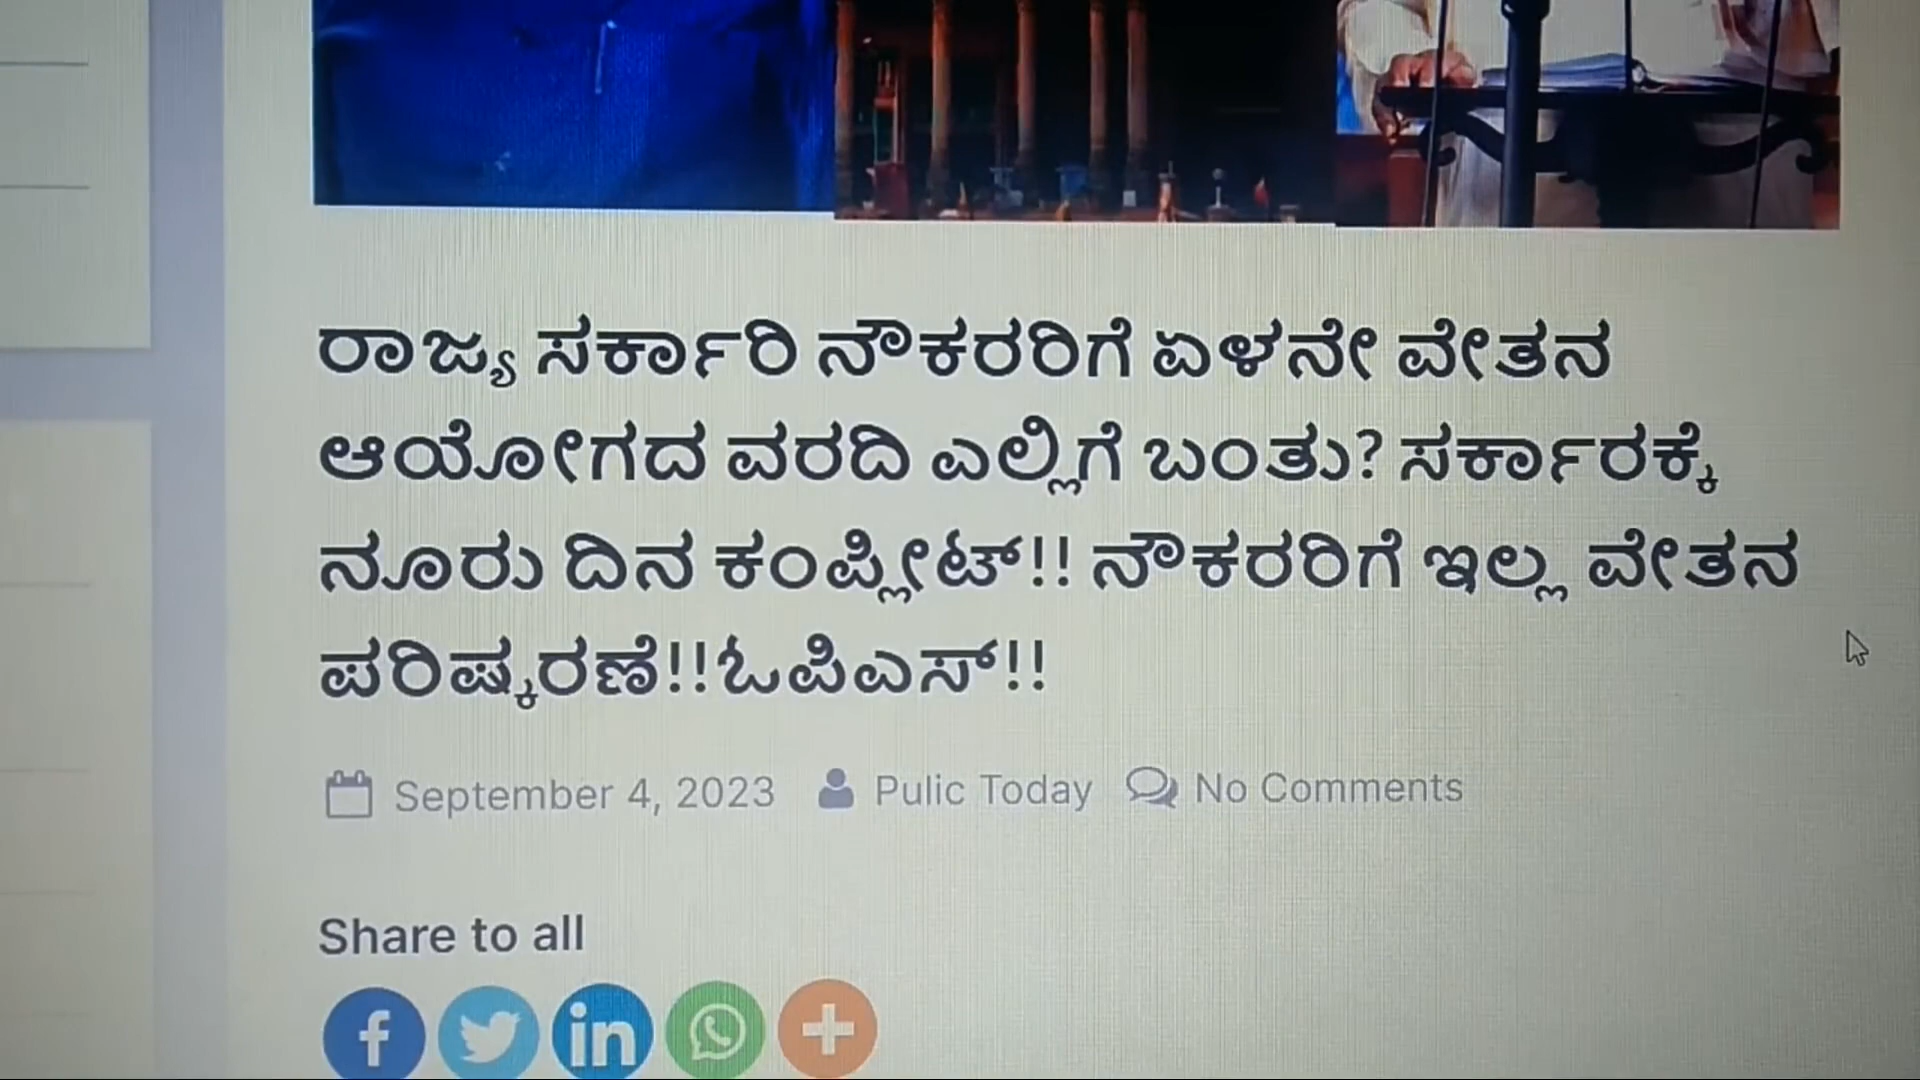 ರಾಜ್ಯ ಸರ್ಕಾರಿ ನೌಕರರಿಗೆ ಏಳನೇ ವೇತನ
ಆಯೋಗದ ವರದಿ ಎಲ್ಲಿಗೆ ಬಂತು? ಸರ್ಕಾರಕ್ಕೆ
ನೂರು ದಿನ ಕಂಪ್ಲೀಟ್!! ನೌಕರರಿಗೆ ಇಲ್ಲ ವೇತನ
ಪರಿಷ್ಕರಣೆ!!ಓಪಿಎಸ್!!
September 4, 2023 Pulic Today No Comments
Share to all